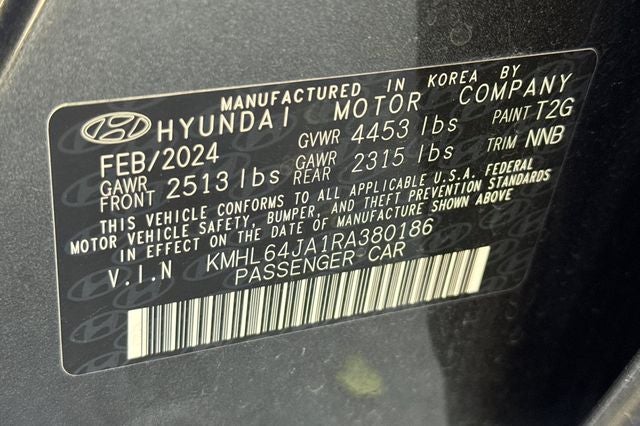 MANUFACTURED IN KOREA BY
HYUNDAI MOTOR COMPANY
FEB/2024 GVWR 4453 lbs PAINT T2G
GAWR FRONT 2513 lbs GAWR REAR 2315 lbs TRIM NNB
THIS VEHICLE CONFORMS TO ALL APPLICABLE U.S.A. FEDERAL
MOTOR VEHICLE SAFETY, BUMPER, AND THEFT PREVENTION STANDARDS
IN EFFECT ON THE DATE OF MANUFACTURE SHOWN ABOVE
V.I.N KMHL64JA1RA380186
PASSENGER-CAR